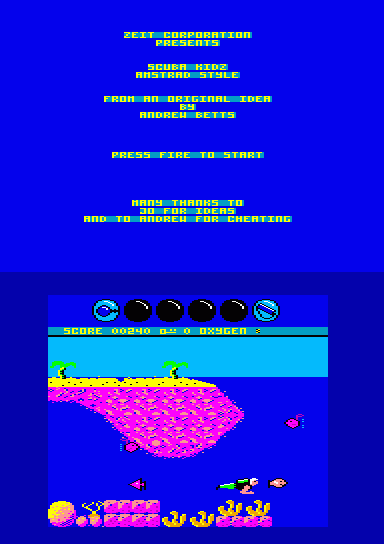 ZEIT CORPORATION
PRESENTS
SCUBA KIDZ
AMSTRAD STYLE
FROM AN ORIGINAL IDEA
BY
ANDREW BETTS
PRESS FIRE TO START
MANY THANKS TO
JO FOR IDEAS
AND TO ANDREW FOR CHEATING
SCORE 00240 0 OXYGEN